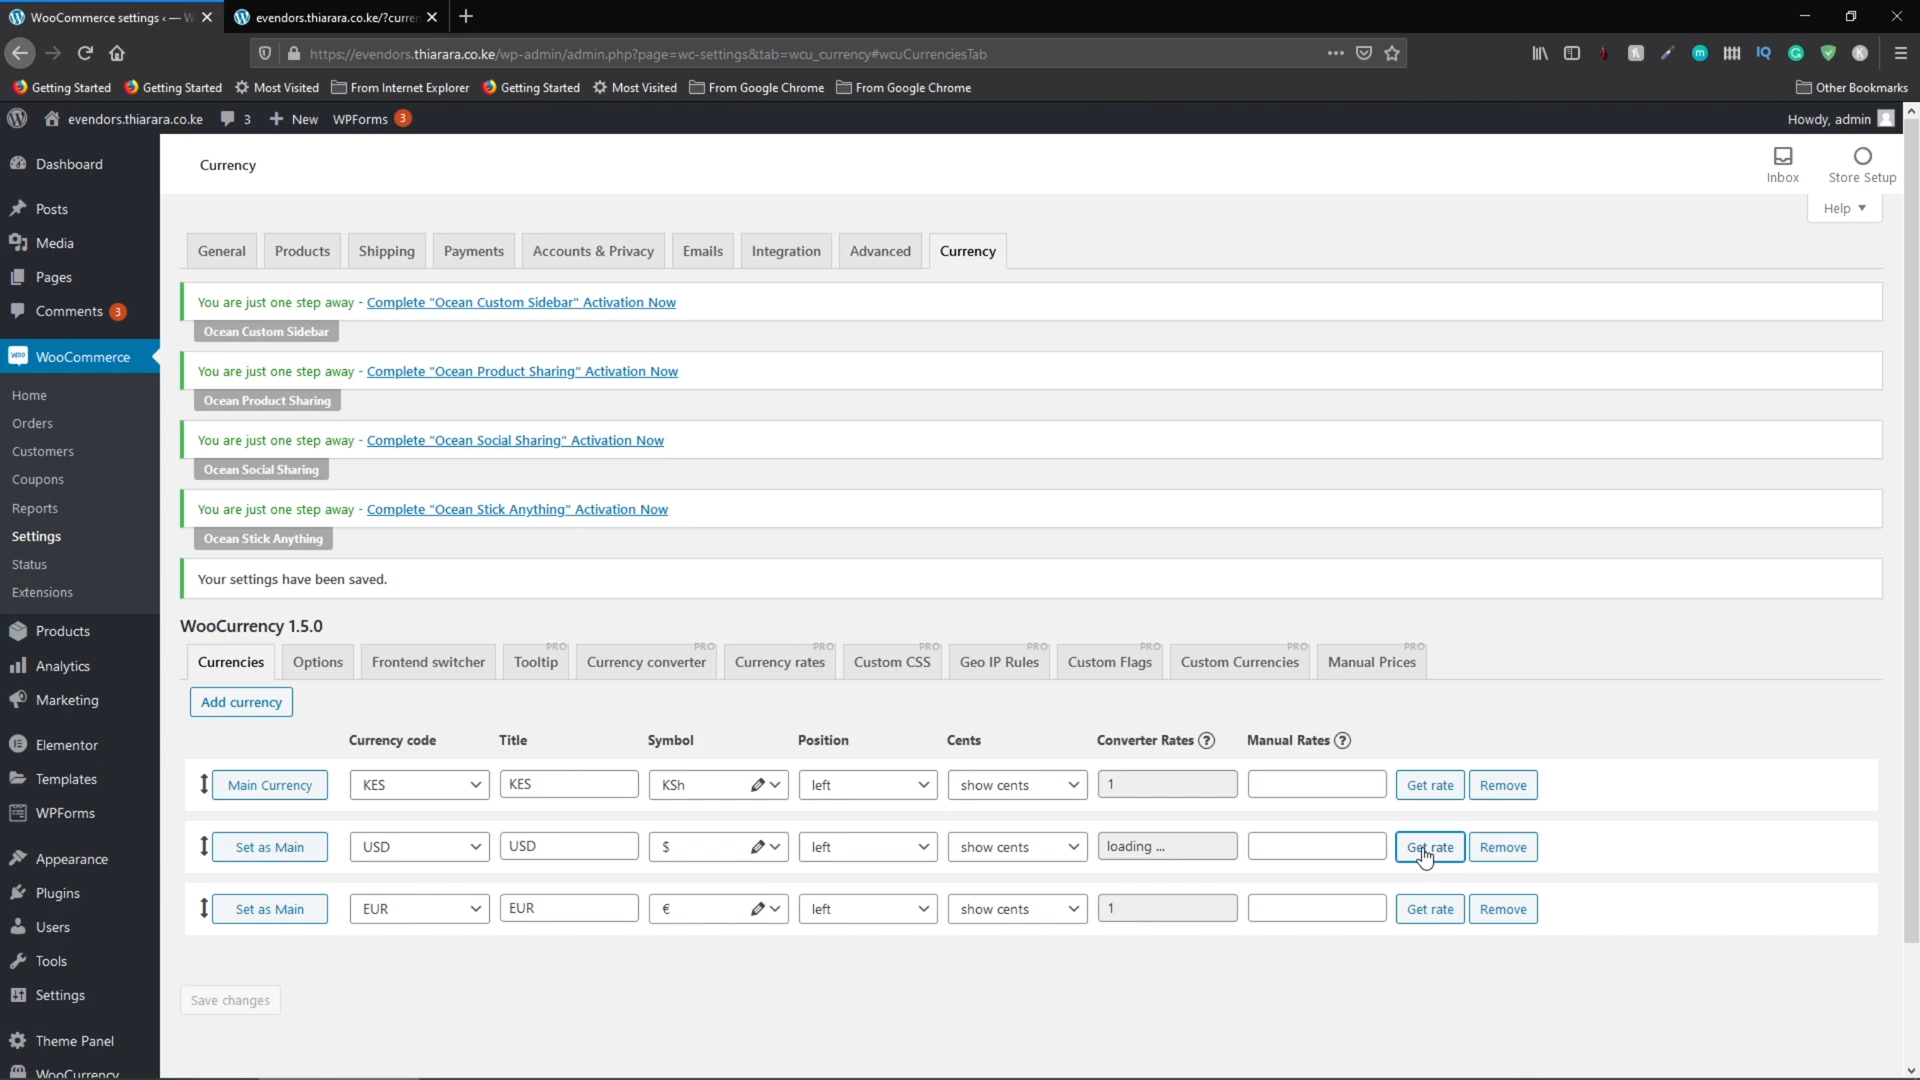 WooCommerce settings ‹ — W
evendors.thiarara.co.ke/?curre
https://evendors.thiarara.co.ke/wp-admin/admin.php?page=wc-settings&tab=wcu_currency#wcuCurrenciesTab
Getting Started
Getting Started
Most Visited
From Internet Explorer
Getting Started
Most Visited
From Google Chrome
From Google Chrome
Other Bookmarks
evendors.thiarara.co.ke
3
New
WPForms 3
Howdy, admin
Dashboard
Posts
Media
Pages
Comments 3
WooCommerce
Home
Orders
Customers
Coupons
Reports
Settings
Status
Extensions
Products
Analytics
Marketing
Elementor
Templates
WPForms
Appearance
Plugins
Users
Tools
Settings
Theme Panel
WooCurrency
Currency
Inbox
Store Setup
Help
General Products Shipping Payments Accounts & Privacy Emails Integration Advanced Currency
You are just one step away - Complete "Ocean Custom Sidebar" Activation Now
Ocean Custom Sidebar
You are just one step away - Complete "Ocean Product Sharing" Activation Now
Ocean Product Sharing
You are just one step away - Complete "Ocean Social Sharing" Activation Now
Ocean Social Sharing
You are just one step away - Complete "Ocean Stick Anything" Activation Now
Ocean Stick Anything
Your settings have been saved.
WooCurrency 1.5.0
PRO PRO PRO PRO PRO PRO PRO PRO
Currencies Options Frontend switcher Tooltip Currency converter Currency rates Custom CSS Geo IP Rules Custom Flags Custom Currencies Manual Prices
Add currency
Currency code Title Symbol Position Cents Converter Rates ? Manual Rates ?
Main Currency KES KES KSh left show cents 1 Get rate Remove
Set as Main USD USD $ left show cents loading ... Get rate Remove
Set as Main EUR EUR € left show cents 1 Get rate Remove
Save changes